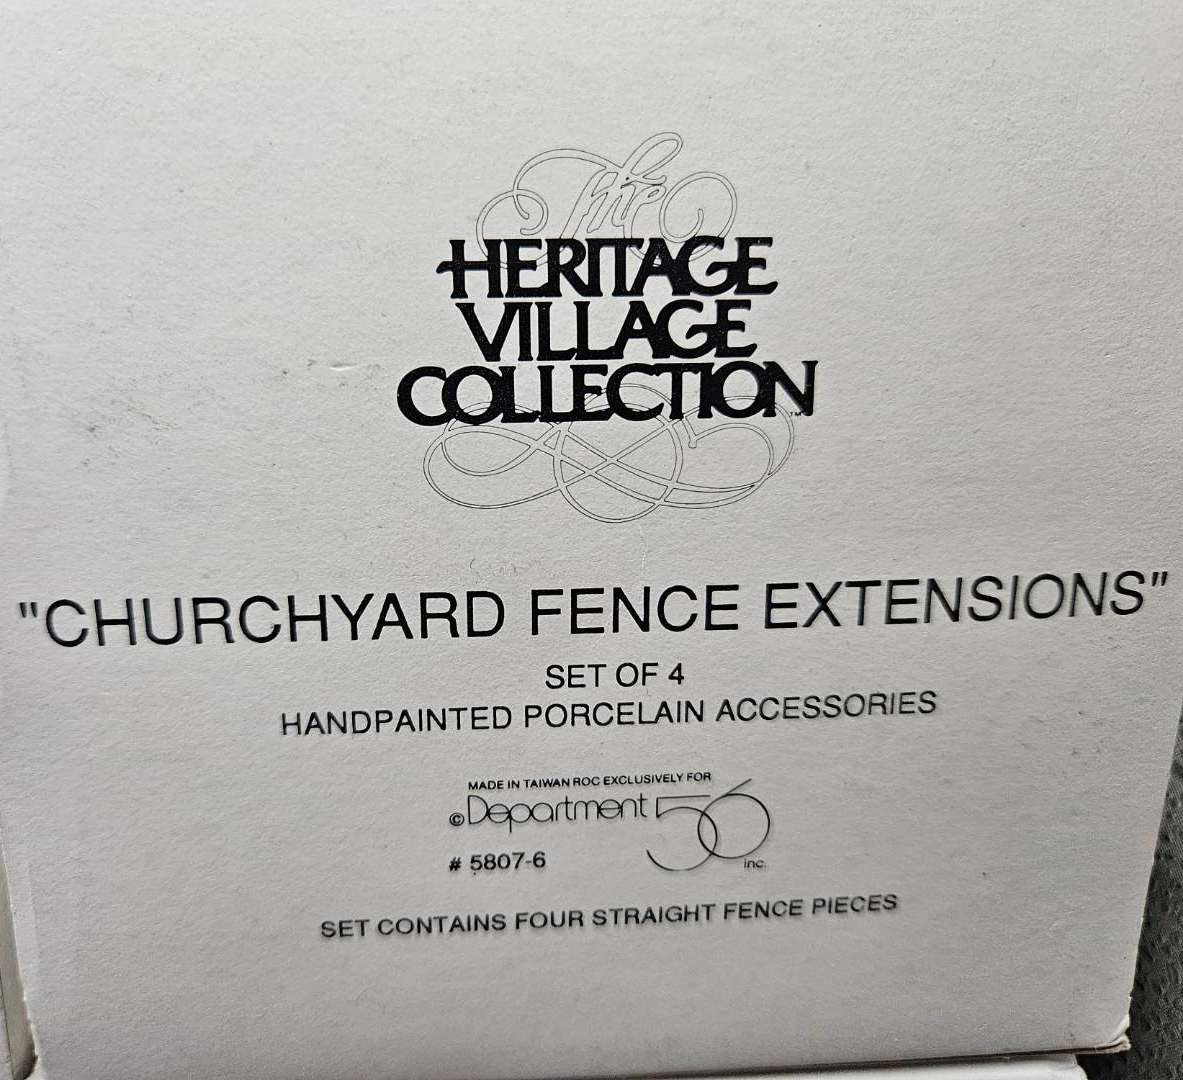 The
HERITAGE
VILLAGE
COLLECTION™
"CHURCHYARD FENCE EXTENSIONS"
SET OF 4
HANDPAINTED PORCELAIN ACCESSORIES
MADE IN TAIWAN ROC EXCLUSIVELY FOR
©Department 56
# 5807-6 inc.
SET CONTAINS FOUR STRAIGHT FENCE PIECES